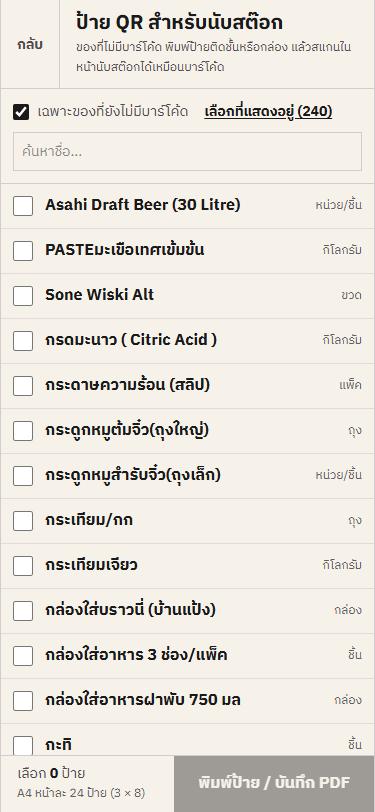 กลับ
ป้าย QR สำหรับนับสต๊อก
ของที่ไม่มีบาร์โค้ด พิมพ์ป้ายติดชั้นหรือกล่อง แล้วสแกนใน
หน้านับสต๊อกได้เหมือนบาร์โค้ด
เฉพาะของที่ยังไม่มีบาร์โค้ด เลือกที่แสดงอยู่ (240)
ค้นหาชื่อ...
Asahi Draft Beer (30 Litre) หน่วย/ชิ้น
PASTEมะเขือเทศเข้มข้น กิโลกรัม
Sone Wiski Alt ขวด
กรดมะนาว ( Citric Acid ) กิโลกรัม
กระดาษความร้อน (สลิป) แพ็ค
กระดูกหมูต้มจิ๋ว(ถุงใหญ่) ถุง
กระดูกหมูสำรับจิ๋ว(ถุงเล็ก) หน่วย/ชิ้น
กระเทียม/กก ถุง
กระเทียมเจียว กิโลกรัม
กล่องใส่บราวนี่ (บ้านแป้ง) กล่อง
กล่องใส่อาหาร 3 ช่อง/แพ็ค ชิ้น
กล่องใส่อาหารฝาพับ 750 มล กล่อง
กะทิ ชิ้น
เลือก 0 ป้าย
A4 หน้าละ 24 ป้าย (3 × 8)
พิมพ์ป้าย / บันทึก PDF